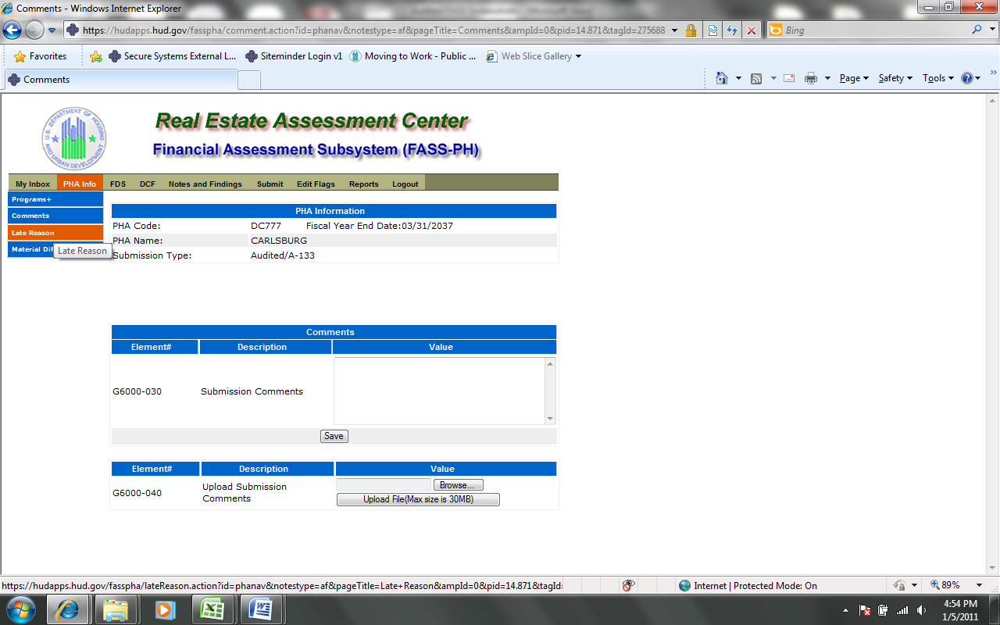 Comments - Windows Internet Explorer
https://hudapps.hud.gov/fasspha/comment.action?id=phanav&notestype=af&pageTitle=Comments&ampId=0&pid=14.871&tagId=275688
Bing
Favorites
Secure Systems External L...
Siteminder Login v1
Moving to Work - Public ...
Web Slice Gallery
Comments
Page
Safety
Tools
U.S. DEPARTMENT OF HOUSING AND URBAN DEVELOPMENT
Real Estate Assessment Center
Financial Assessment Subsystem (FASS-PH)
My Inbox PHA Info FDS DCF Notes and Findings Submit Edit Flags Reports Logout
Programs+
Comments
Late Reason
Material Dif
Late Reason
PHA Information
PHA Code: DC777 Fiscal Year End Date:03/31/2037
PHA Name: CARLSBURG
Submission Type: Audited/A-133
Comments
Element# Description Value
G6000-030 Submission Comments
Save
Element# Description Value
G6000-040 Upload Submission Comments
Browse...
Upload File(Max size is 30MB)
https://hudapps.hud.gov/fasspha/lateReason.action?id=phanav&notestype=af&pageTitle=Late+Reason&ampId=0&pid=14.871&tagId:
Internet | Protected Mode: On
89%
4:54 PM
1/5/2011